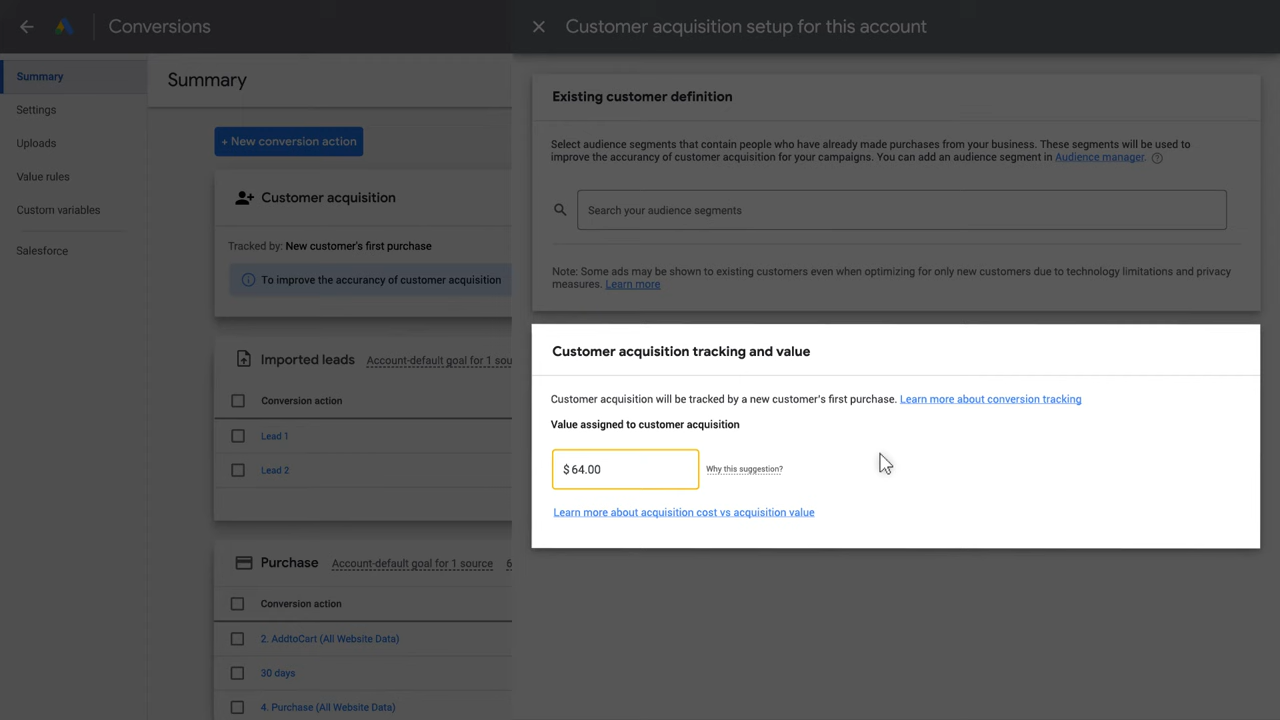 Conversions
Summary
Settings
Uploads
Value rules
Custom variables
Salesforce
Summary
+ New conversion action
Customer acquisition
Tracked by: New customer's first purchase
To improve the accuracy of customer acquisition
Imported leads Account-default goal for 1 sou
Conversion action
Lead 1
Lead 2
Purchase Account-default goal for 1 source 6
Conversion action
2. AddtoCart (All Website Data)
30 days
4. Purchase (All Website Data)
Customer acquisition setup for this account
Existing customer definition
Select audience segments that contain people who have already made purchases from your business. These segments will be used to
improve the accurancy of customer acquisition for your campaigns. You can add an audience segment in Audience manager.
Search your audience segments
Note: Some ads may be shown to existing customers even when optimizing for only new customers due to technology limitations and privacy
measures. Learn more
Customer acquisition tracking and value
Customer acquisition will be tracked by a new customer's first purchase. Learn more about conversion tracking
Value assigned to customer acquisition
$ 64.00 Why this suggestion?
Learn more about acquisition cost vs acquisition value